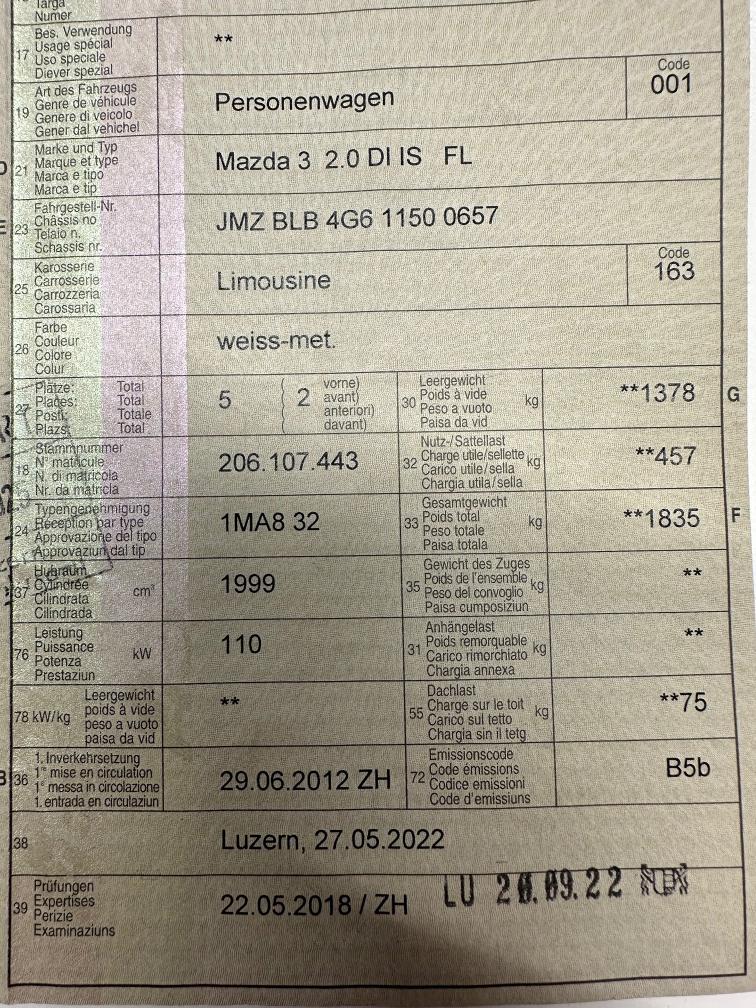 Targa
Numer
17 Bes. Verwendung
Usage spécial
Uso speciale
Diever spezial
**
19 Art des Fahrzeugs
Genre de véhicule
Genere di veicolo
Gener dal vehichel
Personenwagen
Code
001
D 21 Marke und Typ
Marque et type
Marca e tipo
Marca e tip
Mazda 3 2.0 DI IS FL
E 23 Fahrgestell-Nr.
Châssis no
Telaio n.
Schassis nr.
JMZ BLB 4G6 1150 0657
25 Karosserie
Carrosserie
Carrozzeria
Carossaria
Limousine
Code
163
26 Farbe
Couleur
Colore
Colur
weiss-met.
27 Plätze: Total
Places: Total
Posti: Totale
Plazs: Total
5
( 2 vorne)
avant)
anteriori)
davant)
30 Leergewicht
Poids à vide
Peso a vuoto kg
Paisa da vid
**1378 G
18 Stammnummer
N° matricule
N. di matricola
Nr. da matricla
206.107.443
32 Nutz-/Sattellast
Charge utile/sellette
Carico utile/sella kg
Chargia utila/sella
**457
24 Typengenehmigung
Réception par type
Approvazione del tipo
Approvaziun dal tip
1MA8 32
33 Gesamtgewicht
Poids total
Peso totale kg
Paisa totala
**1835 F
37 Hubraum
Cylindrée
Cilindrata cm³
Cilindrada
1999
35 Gewicht des Zuges
Poids de l'ensemble
Peso del convoglio kg
Paisa cumposiziun
**
76 Leistung
Puissance
Potenza kW
Prestaziun
110
31 Anhängelast
Poids remorquable
Carico rimorchiato kg
Chargia annexa
**
78 kW/kg Leergewicht
poids à vide
peso a vuoto
paisa da vid
**
55 Dachlast
Charge sur le toit
Carico sul tetto kg
Chargia sin il tetg
**75
B 36 1. Inverkehrsetzung
1re mise en circulation
1a messa in circolazione
1. entrada en circulaziun
29.06.2012 ZH
72 Emissionscode
Code émissions
Codice emissioni
Code d'emissiuns
B5b
38 Luzern, 27.05.2022
39 Prüfungen
Expertises
Perizie
Examinaziuns
22.05.2018 / ZH
LU 20.09.22